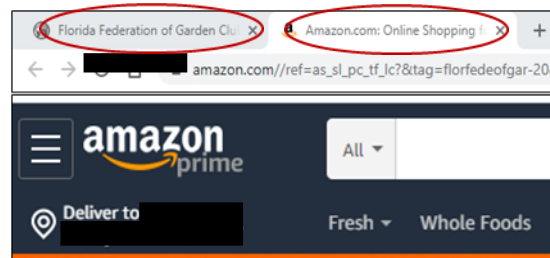 Florida Federation of Garden Clu Amazon.com: Online Shopping f
amazon.com//ref=as_sl_pc_tf_lc?&tag=florfedeofgar-20
amazon
prime
All
Deliver to
Fresh Whole Foods